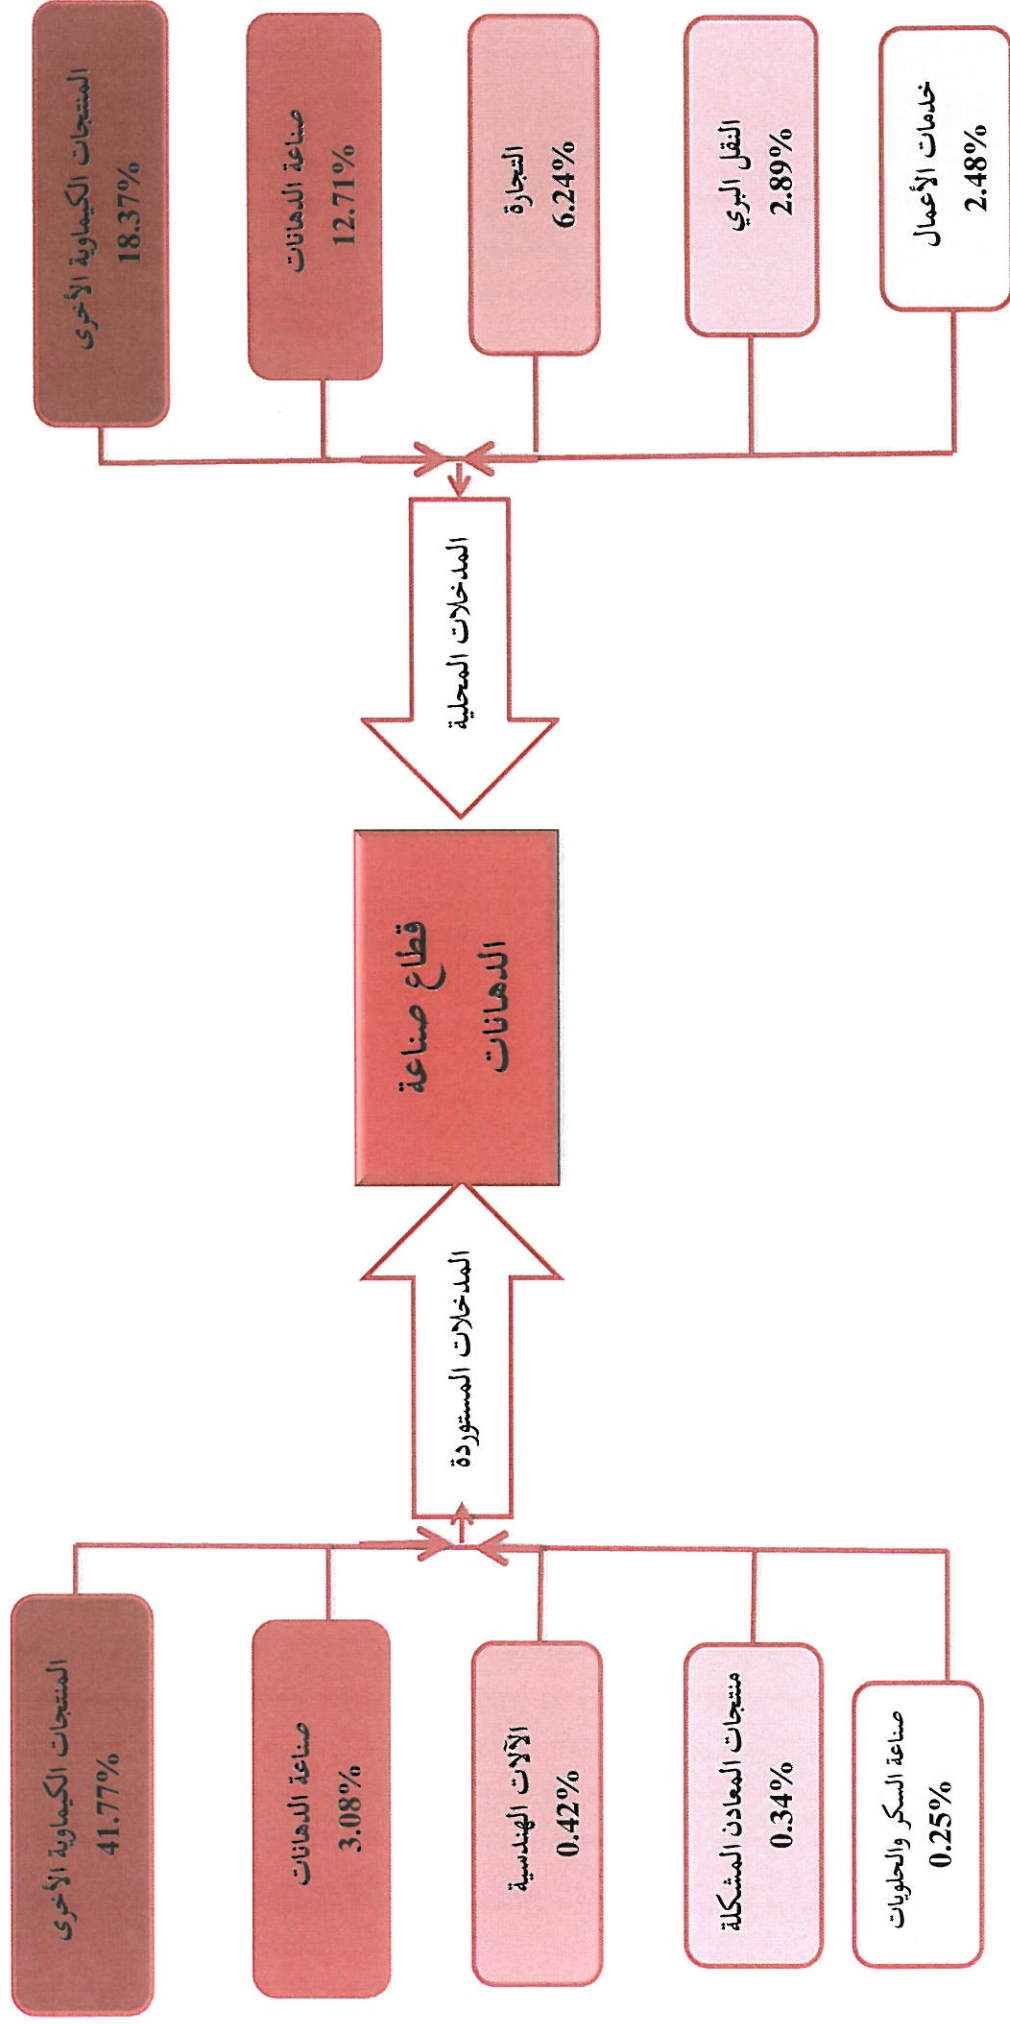 المنتجات الكيماوية الأخرى
18.37%
صناعة الدهانات
12.71%
التجارة
6.24%
النقل البري
2.89%
خدمات الأعمال
2.48%
المدخلات المحلية
قطاع صناعة
الدهانات
المدخلات المستوردة
المنتجات الكيماوية الأخرى
41.77%
صناعة الدهانات
3.08%
الآلات الهندسية
0.42%
منتجات المعادن المشكلة
0.34%
صناعة السكر والحلويات
0.25%